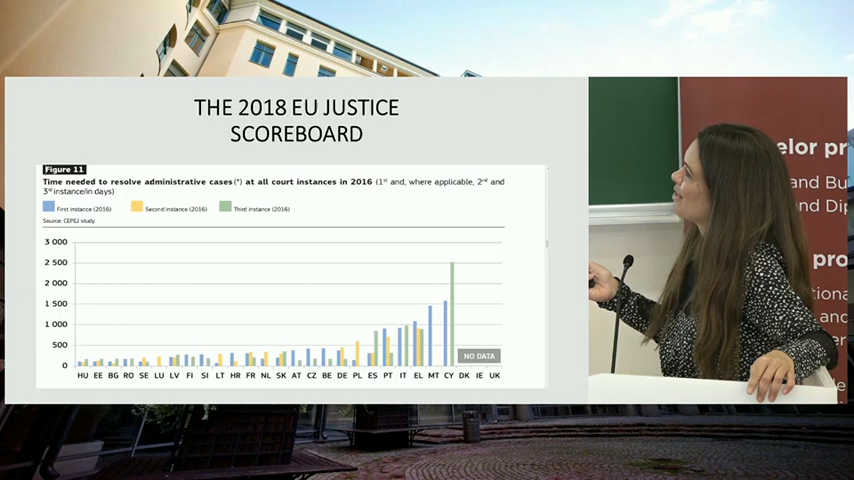 THE 2018 EU JUSTICE
SCOREBOARD
Figure 11
Time needed to resolve administrative cases(*) at all court instances in 2016 (1st and, where applicable, 2nd and
3rd instance/in days)
First instance (2016) Second instance (2016) Third instance (2016)
Source: CEPEJ study
3 000
2 500
2 000
1 500
1 000
500
0
NO DATA
HU EE BG RO SE LU LV FI SI LT HR FR NL SK AT CZ BE DE PL ES PT IT EL MT CY DK IE UK
elor pr
and Bu
nd Dip
pro
tiona
and